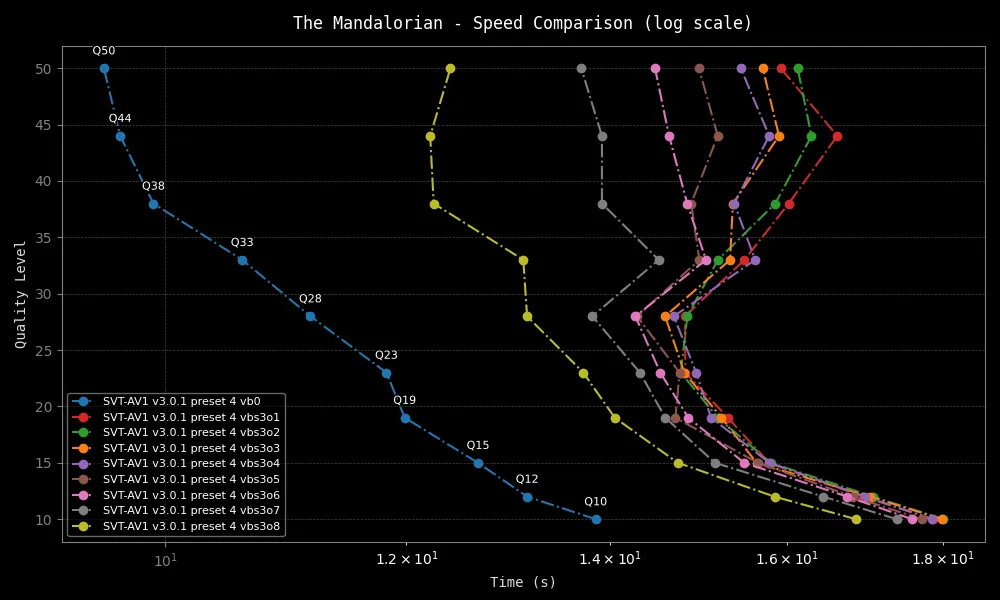 The Mandalorian - Speed Comparison (log scale)
Quality Level
50
45
40
35
30
25
20
15
10
Q50
Q44
Q38
Q33
Q28
Q23
Q19
Q15
Q12
Q10
SVT-AV1 v3.0.1 preset 4 vb0
SVT-AV1 v3.0.1 preset 4 vbs3o1
SVT-AV1 v3.0.1 preset 4 vbs3o2
SVT-AV1 v3.0.1 preset 4 vbs3o3
SVT-AV1 v3.0.1 preset 4 vbs3o4
SVT-AV1 v3.0.1 preset 4 vbs3o5
SVT-AV1 v3.0.1 preset 4 vbs3o6
SVT-AV1 v3.0.1 preset 4 vbs3o7
SVT-AV1 v3.0.1 preset 4 vbs3o8
10¹ 1.2 × 10¹ 1.4 × 10¹ 1.6 × 10¹ 1.8 × 10¹
Time (s)